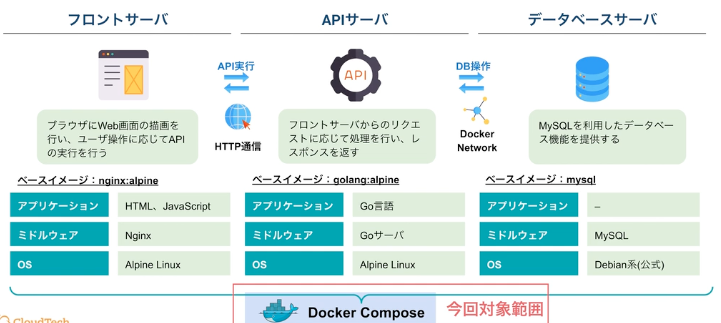 フロントサーバ
APIサーバ
データベースサーバ
API実行
HTTP通信
API
DB操作
Docker
Network
ブラウザにWeb画面の描画を
行い、ユーザ操作に応じてAPI
の実行を行う
フロントサーバからのリクエ
ストに応じて処理を行い、レ
スポンスを返す
MySQLを利用したデータベー
ス機能を提供する
ベースイメージ：nginx:alpine
アプリケーション HTML、JavaScript
ミドルウェア Nginx
OS Alpine Linux
ベースイメージ：golang:alpine
アプリケーション Go言語
ミドルウェア Goサーバ
OS Alpine Linux
ベースイメージ：mysql
アプリケーション –
ミドルウェア MySQL
OS Debian系(公式)
Docker Compose
今回対象範囲
CloudTech